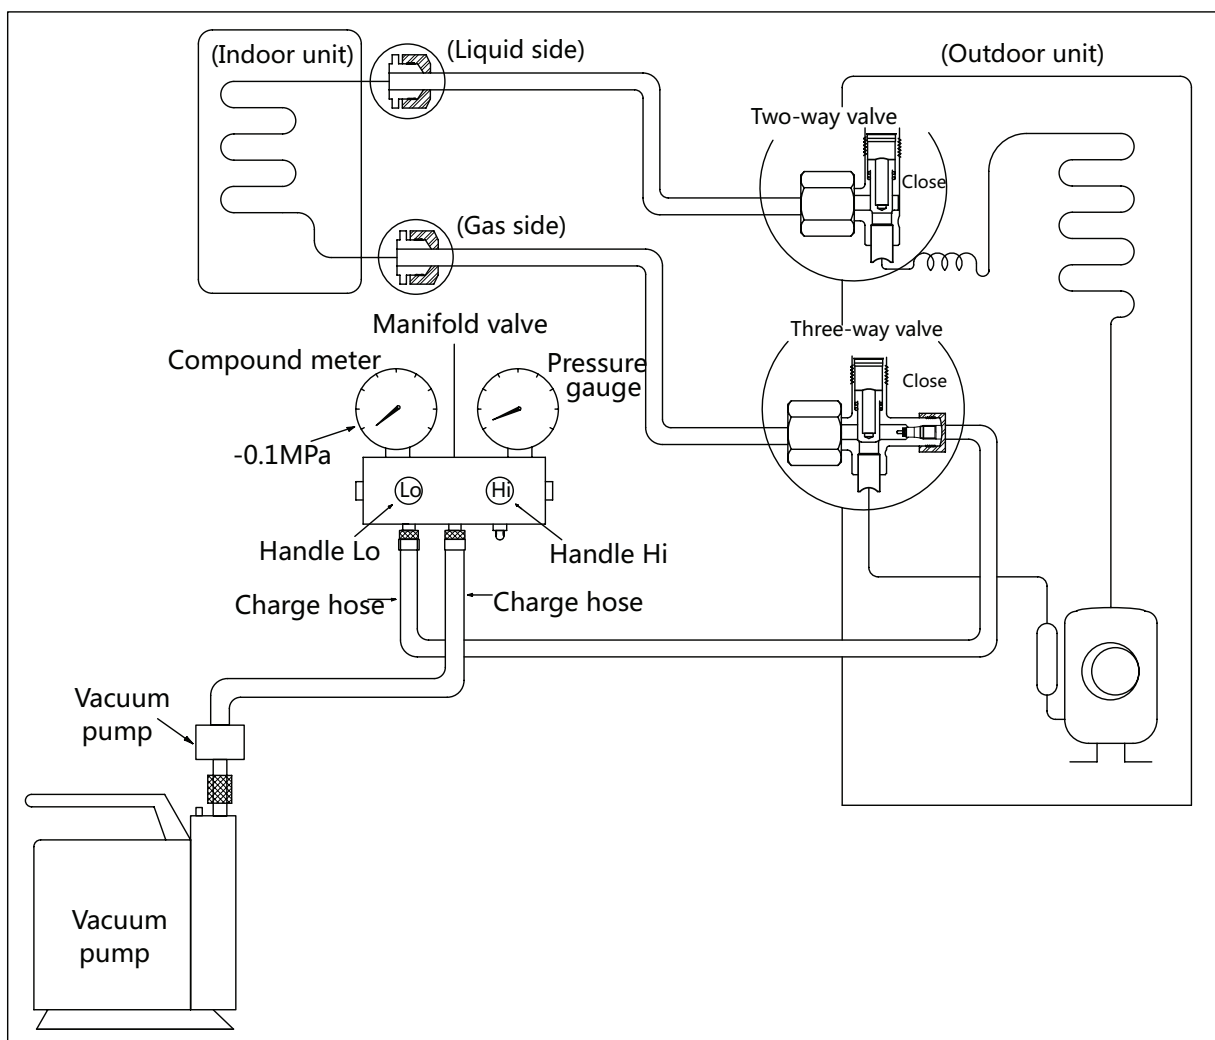 (Indoor unit)
(Liquid side)
(Outdoor unit)
Two-way valve
Close
(Gas side)
Manifold valve
Three-way valve
Compound meter
Pressure
gauge
Close
-0.1MPa
Lo
Hi
Handle Lo
Handle Hi
Charge hose
Charge hose
Vacuum
pump
Vacuum
pump